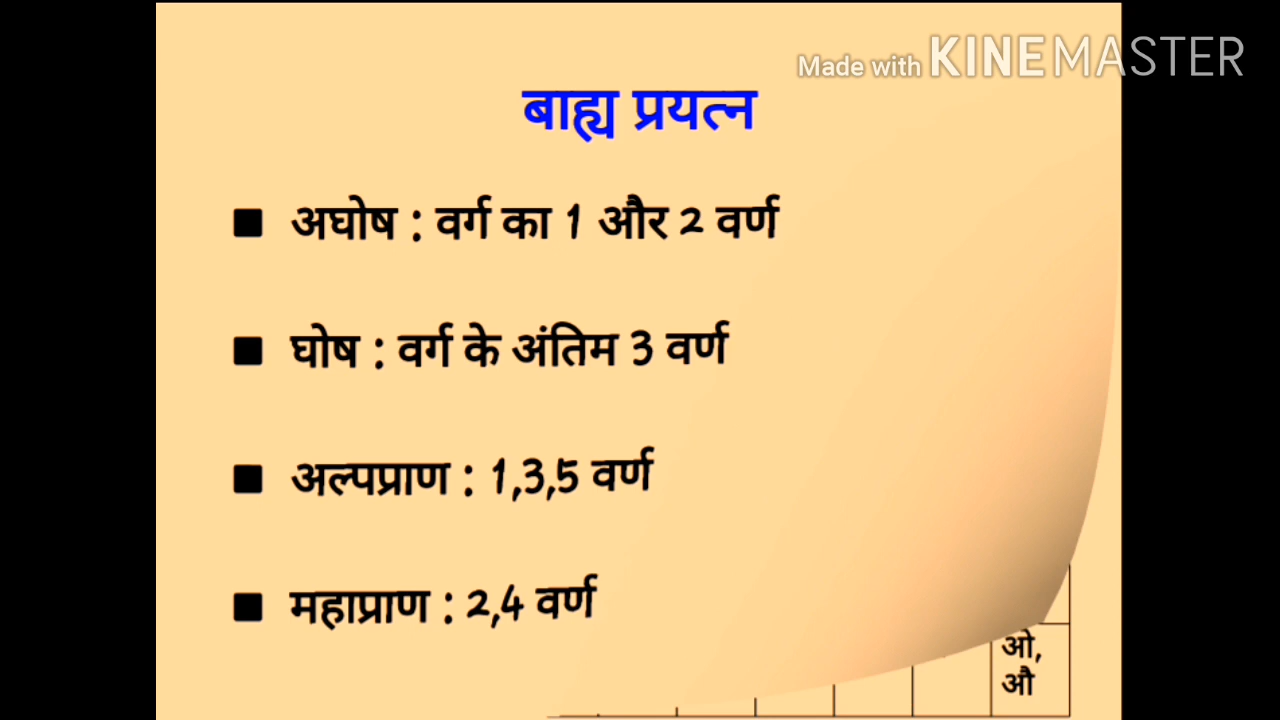 Made with KINEMASTER
बाह्य प्रयत्न
■ अघोष : वर्ग का 1 और 2 वर्ण
■ घोष : वर्ग के अंतिम 3 वर्ण
■ अल्पप्राण : 1,3,5 वर्ण
■ महाप्राण : 2,4 वर्ण
ओ,
औ